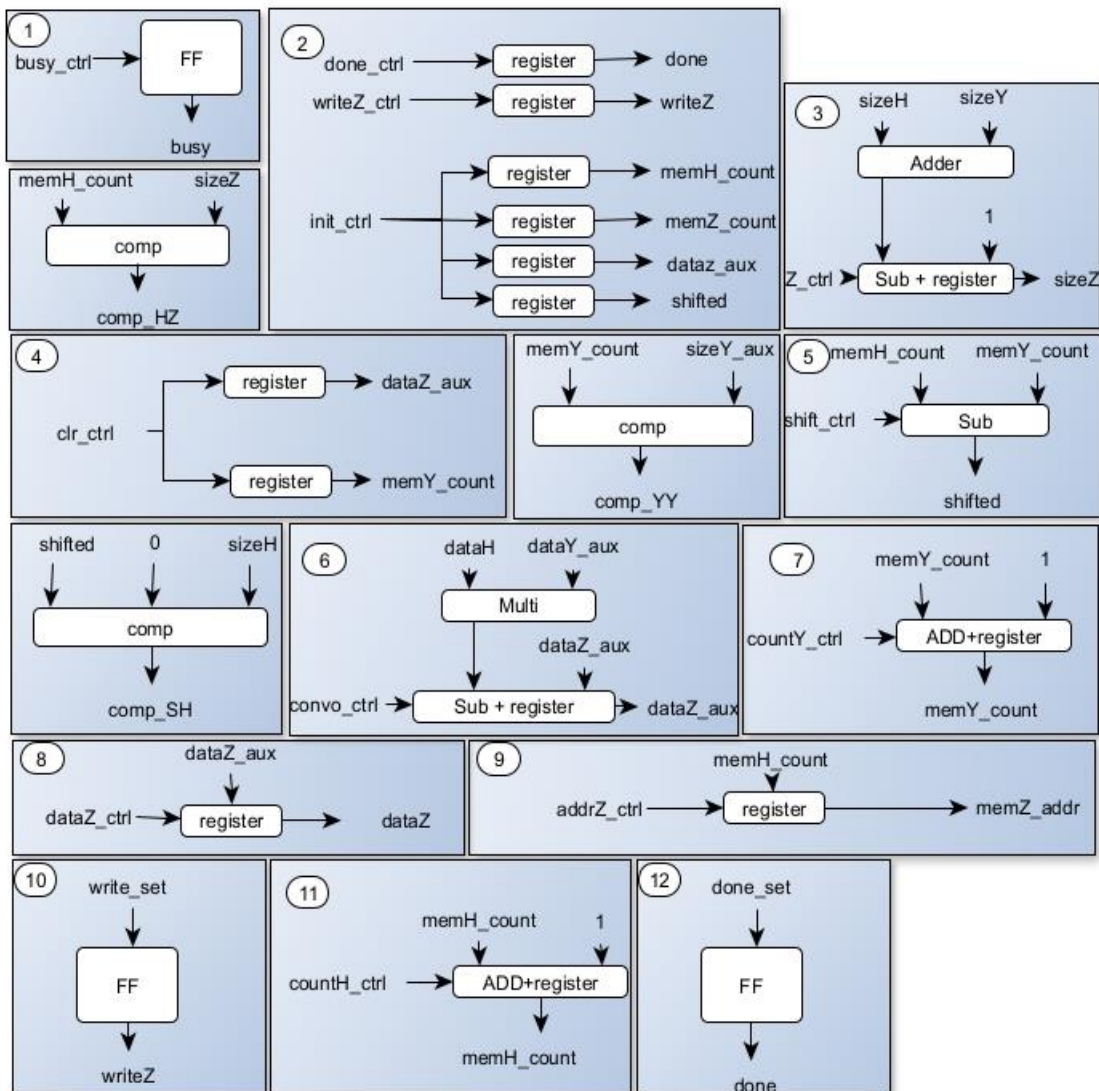 1
busy_ctrl
FF
busy
2
done_ctrl
register
done
writeZ_ctrl
register
writeZ
init_ctrl
register
memH_count
register
memZ_count
register
dataz_aux
register
shifted
3
sizeH
sizeY
Adder
1
Z_ctrl
Sub + register
sizeZ
memH_count
sizeZ
comp
comp_HZ
4
clr_ctrl
register
dataZ_aux
register
memY_count
memY_count
sizeY_aux
comp
comp_YY
5
memH_count
memY_count
shift_ctrl
Sub
shifted
shifted
0
sizeH
comp
comp_SH
6
dataH
dataY_aux
Multi
dataZ_aux
convo_ctrl
Sub + register
dataZ_aux
7
memY_count
1
countY_ctrl
ADD+register
memY_count
8
dataZ_aux
dataZ_ctrl
register
dataZ
9
memH_count
addrZ_ctrl
register
memZ_addr
10
write_set
FF
writeZ
11
memH_count
1
countH_ctrl
ADD+register
memH_count
12
done_set
FF
done